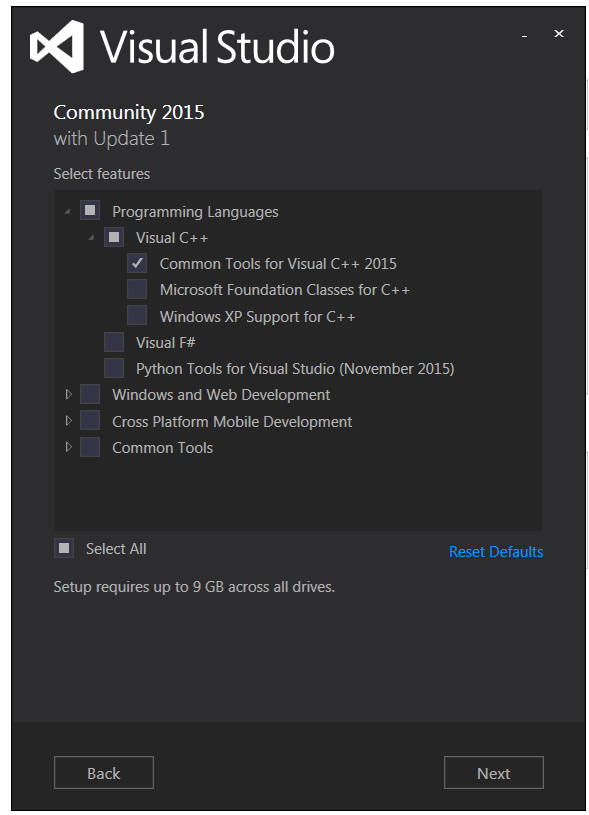 Visual Studio
Community 2015
with Update 1
Select features
Programming Languages
Visual C++
Common Tools for Visual C++ 2015
Microsoft Foundation Classes for C++
Windows XP Support for C++
Visual F#
Python Tools for Visual Studio (November 2015)
Windows and Web Development
Cross Platform Mobile Development
Common Tools
Select All
Reset Defaults
Setup requires up to 9 GB across all drives.
Back
Next